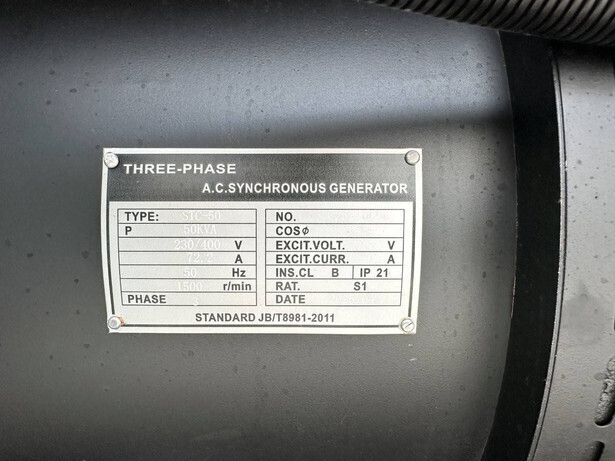 THREE-PHASE
A.C.SYNCHRONOUS GENERATOR
TYPE: STC-50
P 50KVA
230/400 V
72.2 A
50 Hz
1500 r/min
PHASE
NO.
COSØ
EXCIT.VOLT. V
EXCIT.CURR. A
INS.CL B IP 21
RAT. S1
DATE
STANDARD JB/T8981-2011